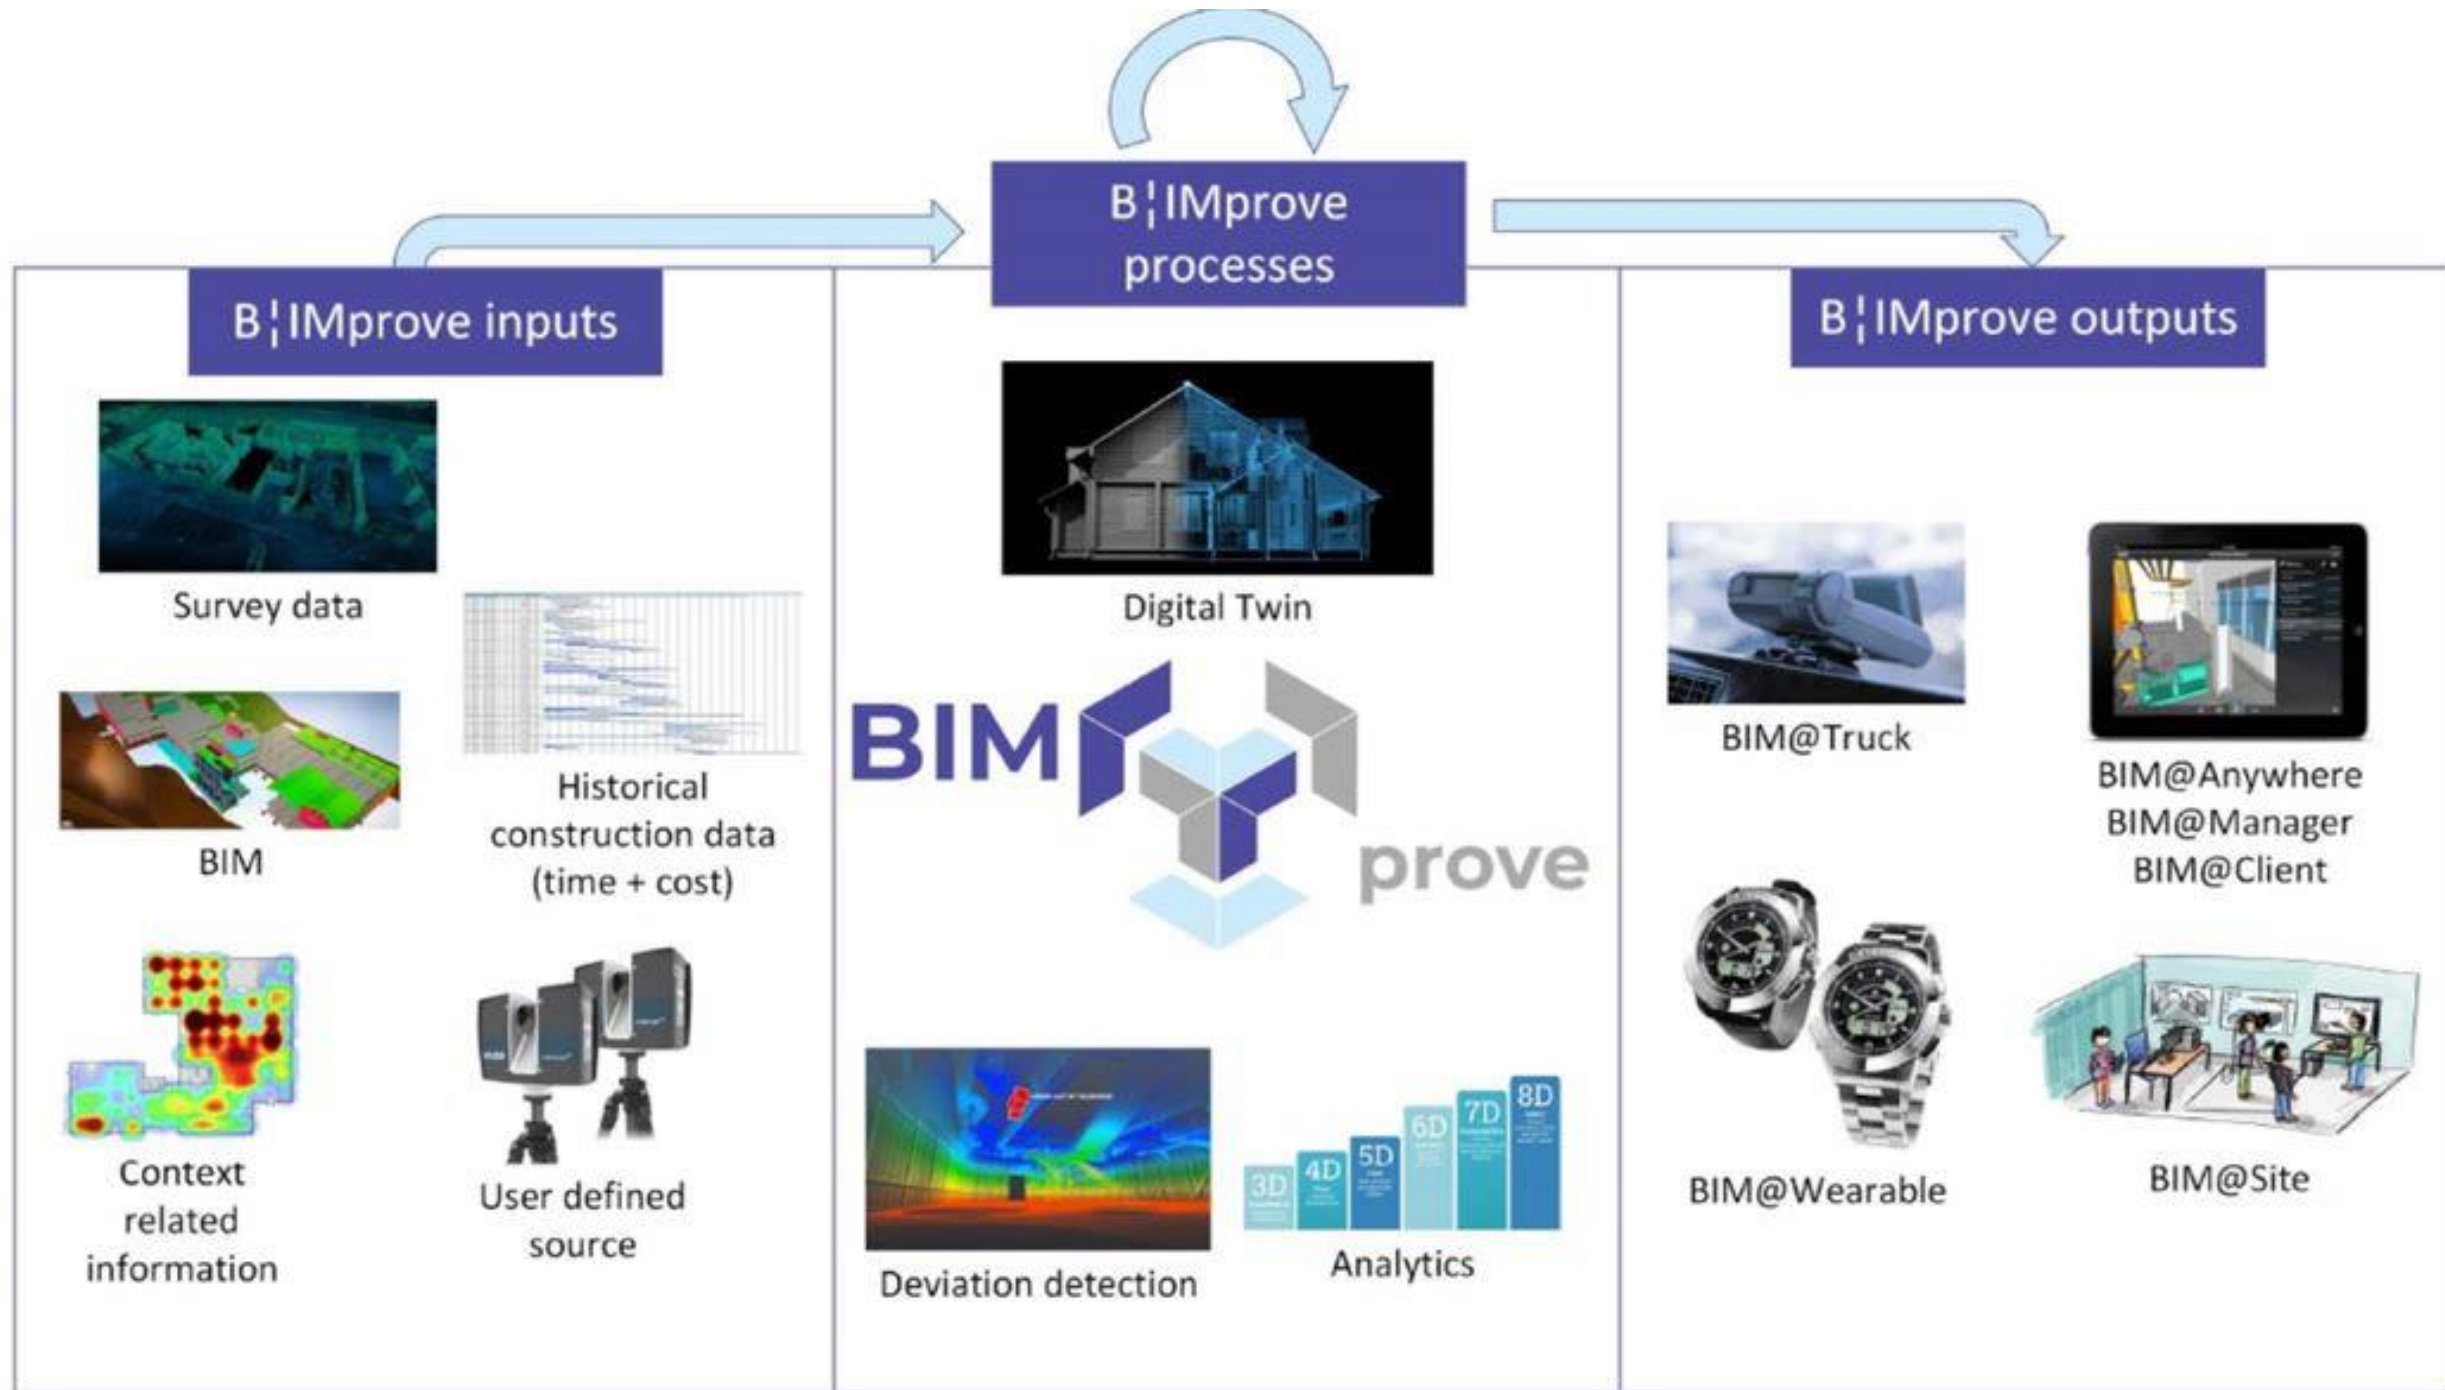 B¦IMprove
processes
B¦IMprove inputs
B¦IMprove outputs
Survey data
BIM
Historical
construction data
(time + cost)
Context
related
information
User defined
source
Digital Twin
BIM
prove
Deviation detection
3D
4D
5D
6D
7D
8D
Analytics
BIM@Truck
BIM@Anywhere
BIM@Manager
BIM@Client
BIM@Wearable
BIM@Site